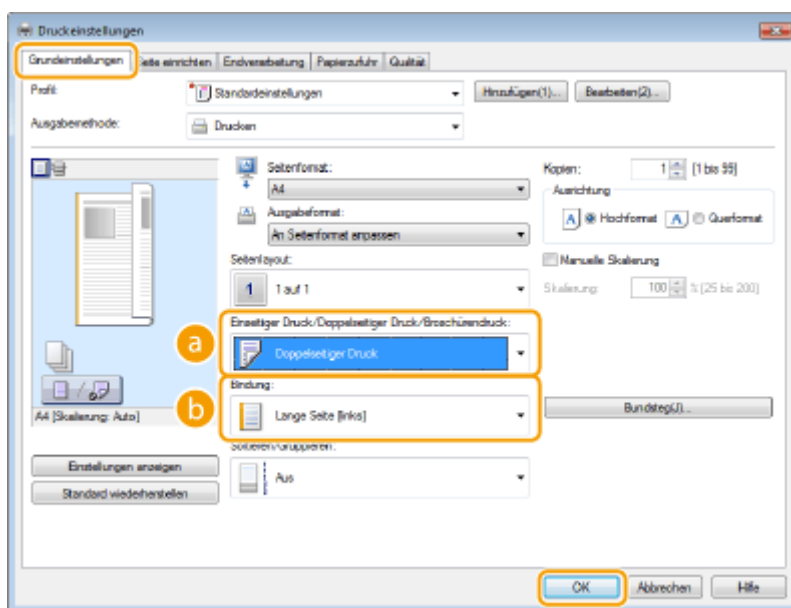 Druckeinstellungen
Grundeinstellungen Seite einrichten Endverarbeitung Papierzufuhr Qualität
Profil: Standardeinstellungen Hinzufügen(1)... Bearbeiten(2)...
Ausgabemethode: Drucken
Seitenformat: Kopien: 1 [1 bis 99]
A4 Ausrichtung
Ausgabeformat: A Hochformat A Querformat
An Seitenformat anpassen
Seitenlayout: Manuelle Skalierung
1 1 auf 1 Skalierung: 100 % [25 bis 200]
Einseitiger Druck/Doppelseitiger Druck/Broschürendruck:
a Doppelseitiger Druck
b Bindung:
Lange Seite [links] Bundsteg(J)...
A4 [Skalierung: Auto]
Sortieren/Gruppieren:
Einstellungen anzeigen Aus
Standard wiederherstellen
OK Abbrechen Hilfe